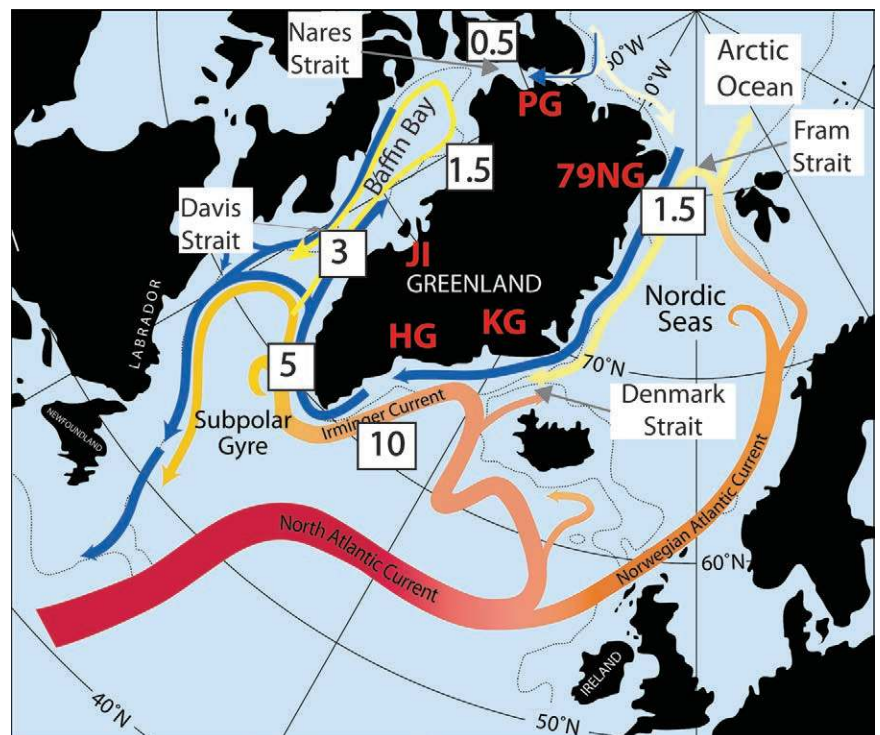 Nares
Strait
0.5
60°W
0°W
Arctic
Ocean
PG
Fram
Strait
Baffin Bay
1.5
79NG
1.5
Davis
Strait
3
JI
GREENLAND
Nordic
Seas
LABRADOR
HG
KG
70°N
5
Denmark
Strait
Irminger Current
Subpolar
Gyre
10
NEWFOUNDLAND
North Atlantic Current
Norwegian Atlantic Current
60°N
IRELAND
40°N
50°N